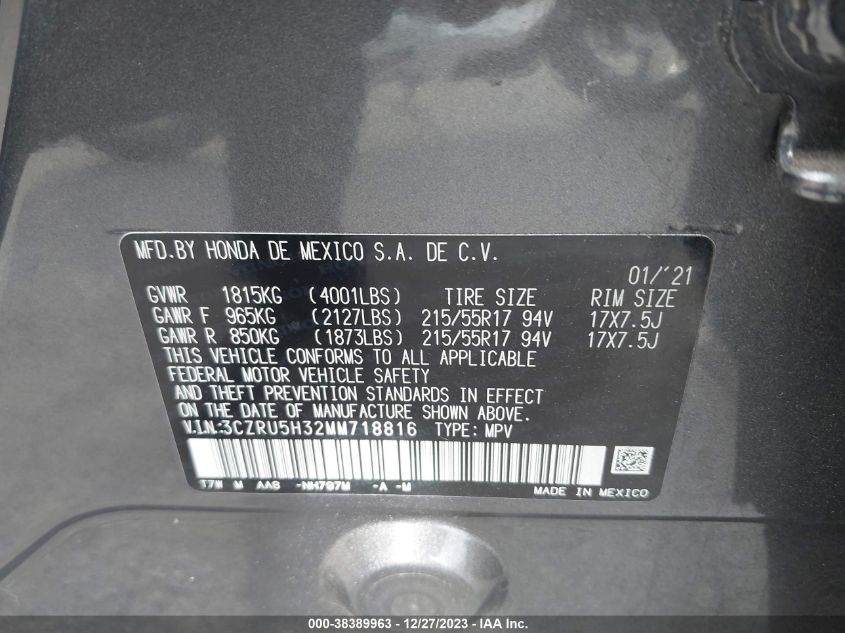 MFD.BY HONDA DE MEXICO S.A. DE C.V.
01/'21
GVWR 1815KG (4001LBS) TIRE SIZE RIM SIZE
GAWR F 965KG (2127LBS) 215/55R17 94V 17X7.5J
GAWR R 850KG (1873LBS) 215/55R17 94V 17X7.5J
THIS VEHICLE CONFORMS TO ALL APPLICABLE
FEDERAL MOTOR VEHICLE SAFETY
AND THEFT PREVENTION STANDARDS IN EFFECT
ON THE DATE OF MANUFACTURE SHOWN ABOVE.
V.I.N:3CZRU5H32MM718816 TYPE: MPV
T7W M AA8 -NH797M -A -M
MADE IN MEXICO
000-38389963 - 12/27/2023 - IAA Inc.